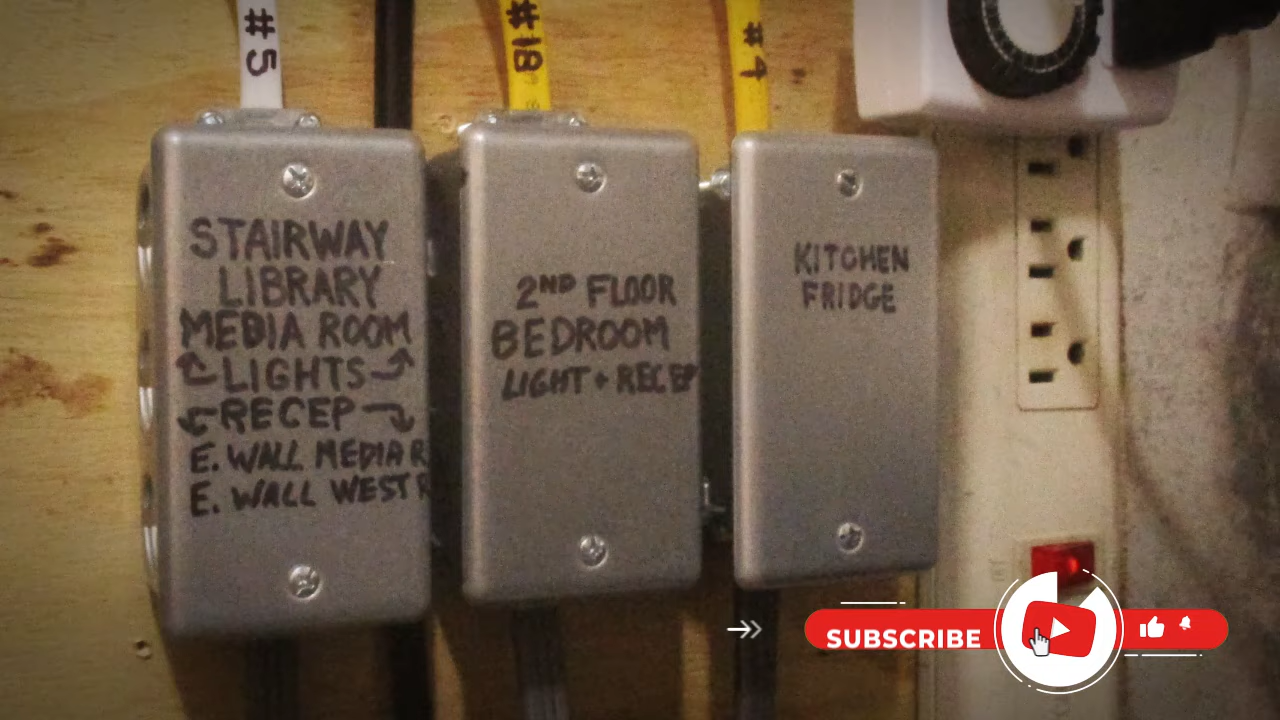 #5
#18
#4
STAIRWAY
LIBRARY
MEDIA ROOM
LIGHTS
RECEP
E. WALL MEDIA R
E. WALL WEST R
2ND FLOOR
BEDROOM
LIGHT + RECEP
KITCHEN
FRIDGE
SUBSCRIBE